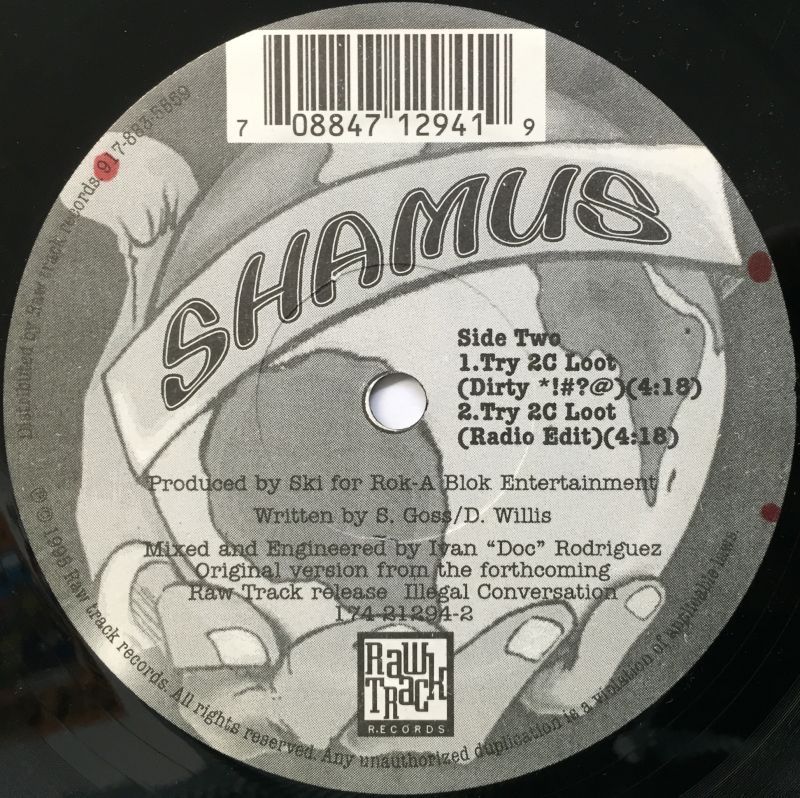 7 08847 12941 9
SHAMUS
Side Two
1.Try 2C Loot
(Dirty *!#?@)(4:18)
2.Try 2C Loot
(Radio Edit)(4:18)
Produced by Ski for Rok-A Blok Entertainment
Written by S. Goss/D. Willis
Mixed and Engineered by Ivan "Doc" Rodriguez
Original version from the forthcoming
Raw Track release Illegal Conversation
174-21294-2
Raw Track
RECORDS
Distributed by Raw track records. 917-863-5569
℗© 1995 Raw track records. All rights reserved. Any unauthorized duplication is a violation of applicable laws